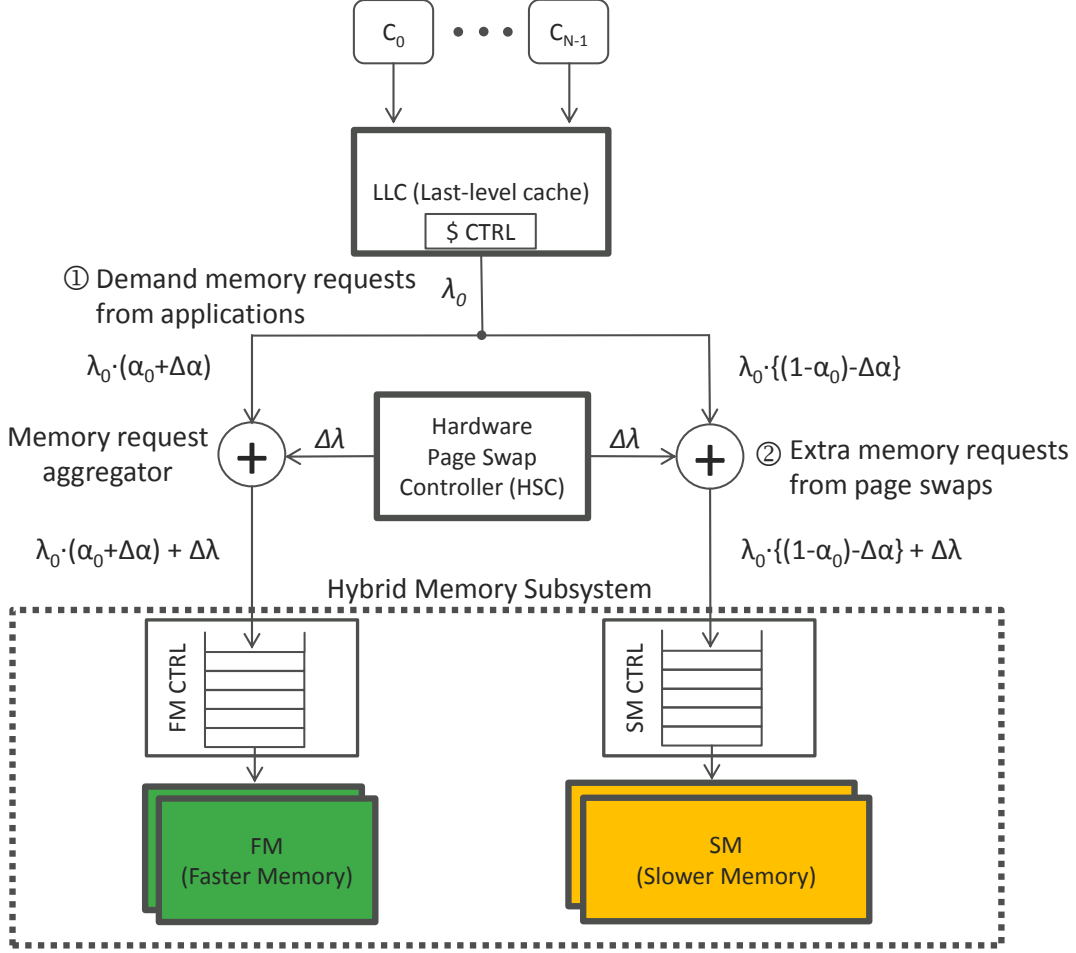 C0 • • • CN-1
LLC (Last-level cache)
$ CTRL
① Demand memory requests
from applications
λ0
λ0·(α0+Δα)
λ0·{(1-α0)-Δα}
Memory request
aggregator
+
Δλ
Hardware
Page Swap
Controller (HSC)
Δλ
+
② Extra memory requests
from page swaps
λ0·(α0+Δα) + Δλ
λ0·{(1-α0)-Δα} + Δλ
Hybrid Memory Subsystem
FM CTRL
SM CTRL
FM
(Faster Memory)
SM
(Slower Memory)